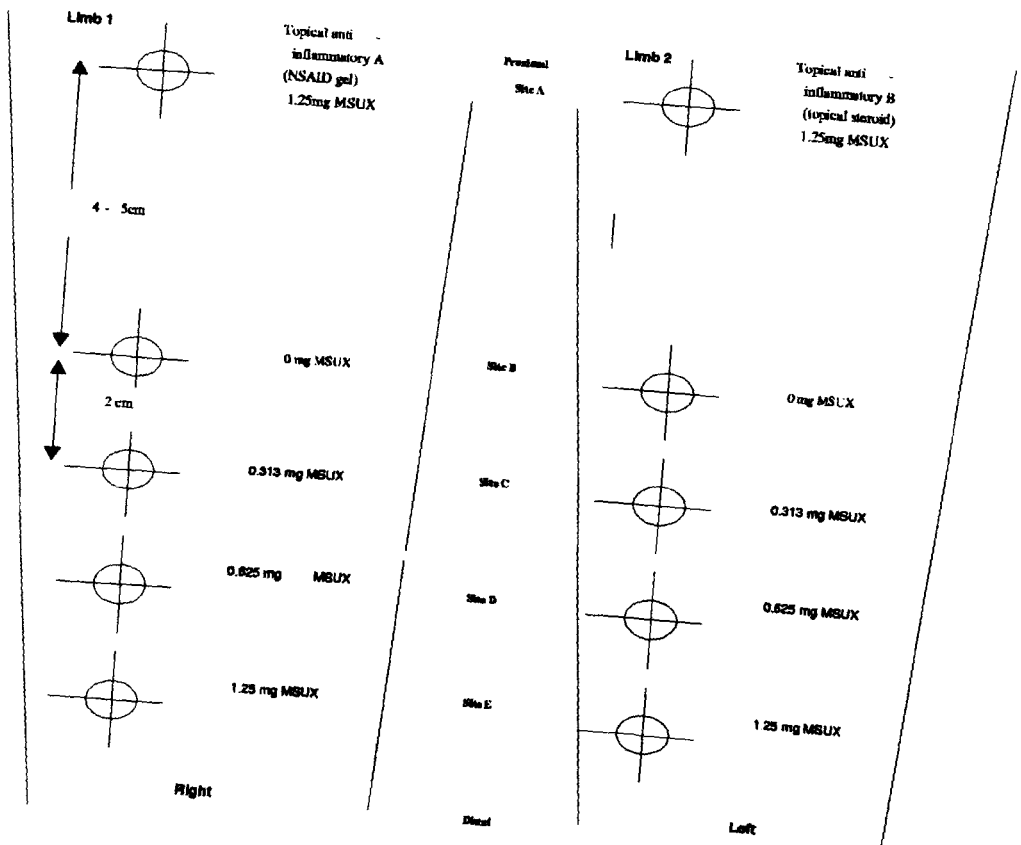 Limb 1
Topical anti -
inflammatory A
(NSAID gel)
1.25mg MSUX
Proximal
Site A
Limb 2
Topical anti -
inflammatory B
(topical steroid)
1.25mg MSUX
4 - 5cm
0 mg MSUX
Site B
0 mg MSUX
2 cm
0.313 mg MSUX
Site C
0.313 mg MSUX
0.625 mg MSUX
Site D
0.625 mg MSUX
1.25 mg MSUX
Site E
1 25 mg MSUX
Right
Distal
Left